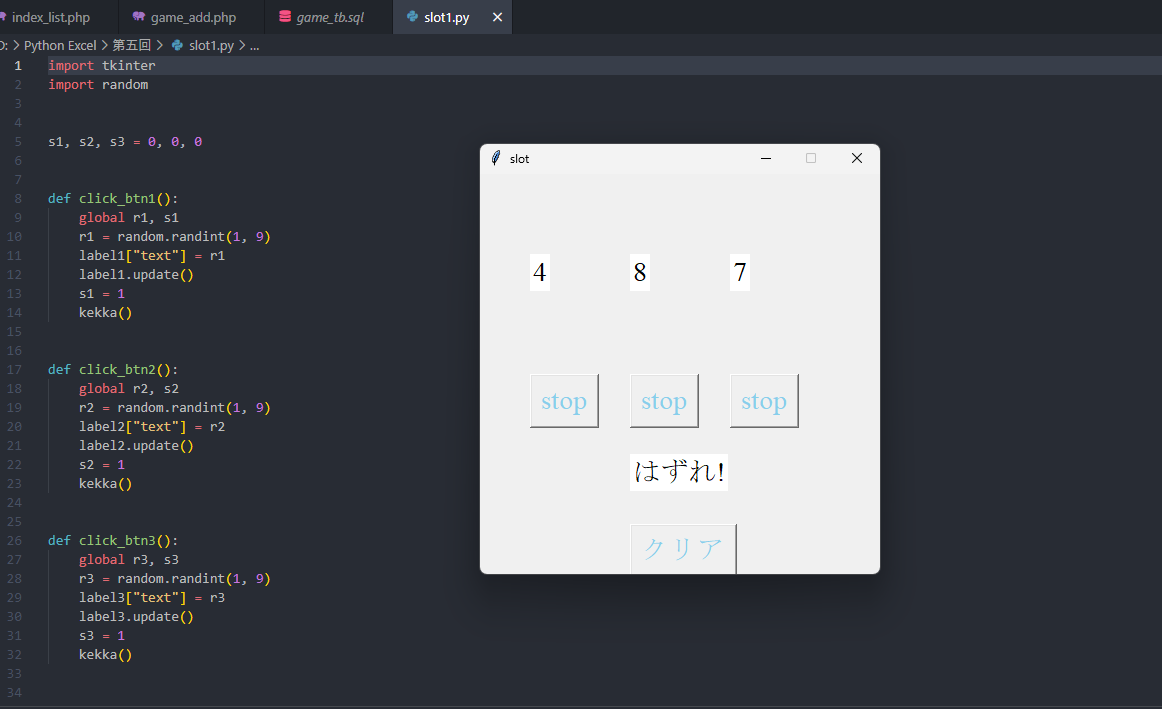 index_list.php game_add.php game_tb.sql slot1.py
D: > Python Excel > 第五回 > slot1.py > ...
1 import tkinter
2 import random
3
4
5 s1, s2, s3 = 0, 0, 0
6
7
8 def click_btn1():
9 global r1, s1
10 r1 = random.randint(1, 9)
11 label1["text"] = r1
12 label1.update()
13 s1 = 1
14 kekka()
15
16
17 def click_btn2():
18 global r2, s2
19 r2 = random.randint(1, 9)
20 label2["text"] = r2
21 label2.update()
22 s2 = 1
23 kekka()
24
25
26 def click_btn3():
27 global r3, s3
28 r3 = random.randint(1, 9)
29 label3["text"] = r3
30 label3.update()
31 s3 = 1
32 kekka()
33
34
slot
4 8 7
stop stop stop
はずれ!
クリア